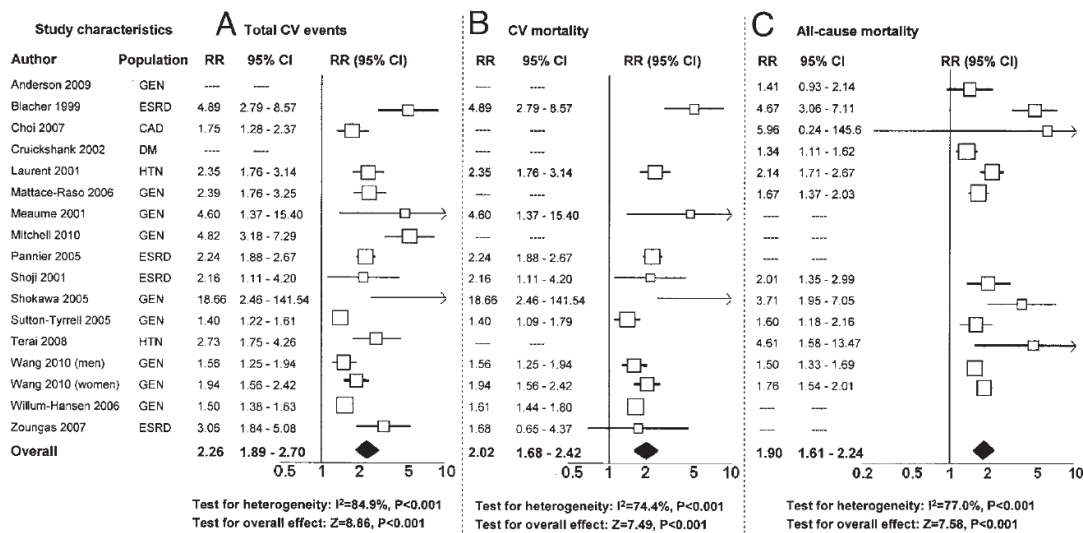 Study characteristics A Total CV events B CV mortality C All-cause mortality
Author Population RR 95% CI RR (95% CI) RR 95% CI RR (95% CI) RR 95% CI RR (95% CI)
Anderson 2009 GEN ---- ---- ---- ---- 1.41 0.93 - 2.14
Blacher 1999 ESRD 4.89 2.79 - 8.57 4.89 2.79 - 8.57 4.67 3.06 - 7.11
Choi 2007 CAD 1.75 1.28 - 2.37 ---- ---- 5.96 0.24 - 145.6
Cruickshank 2002 DM ---- ---- ---- ---- 1.34 1.11 - 1.62
Laurent 2001 HTN 2.35 1.76 - 3.14 2.35 1.76 - 3.14 2.14 1.71 - 2.67
Mattace-Raso 2006 GEN 2.39 1.76 - 3.25 ---- ---- 1.67 1.37 - 2.03
Meaume 2001 GEN 4.60 1.37 - 15.40 4.60 1.37 - 15.40 ---- ----
Mitchell 2010 GEN 4.82 3.18 - 7.29 ---- ---- ---- ----
Pannier 2005 ESRD 2.24 1.88 - 2.67 2.24 1.88 - 2.67
Shoji 2001 ESRD 2.16 1.11 - 4.20 2.16 1.11 - 4.20 2.01 1.35 - 2.99
Shokawa 2005 GEN 18.66 2.46 - 141.54 18.66 2.46 - 141.54 3.71 1.95 - 7.05
Sutton-Tyrrell 2005 GEN 1.40 1.22 - 1.61 1.40 1.09 - 1.79 1.60 1.18 - 2.16
Terai 2008 HTN 2.73 1.75 - 4.26 ---- ---- 4.61 1.58 - 13.47
Wang 2010 (men) GEN 1.56 1.25 - 1.94 1.56 1.25 - 1.94 1.50 1.33 - 1.69
Wang 2010 (women) GEN 1.94 1.56 - 2.42 1.94 1.56 - 2.42 1.76 1.54 - 2.01
Willum-Hansen 2006 GEN 1.50 1.38 - 1.63 1.61 1.44 - 1.80 ---- ----
Zoungas 2007 ESRD 3.06 1.84 - 5.08 1.68 0.65 - 4.37 ---- ----
Overall 2.26 1.89 - 2.70 2.02 1.68 - 2.42 1.90 1.61 - 2.24
0.5 1 2 5 10 0.5 1 2 5 10 0.2 0.5 1 2 5 10
Test for heterogeneity: I²=84.9%, P<0.001 Test for heterogeneity: I²=74.4%, P<0.001 Test for heterogeneity: I²=77.0%, P<0.001
Test for overall effect: Z=8.86, P<0.001 Test for overall effect: Z=7.49, P<0.001 Test for overall effect: Z=7.58, P<0.001